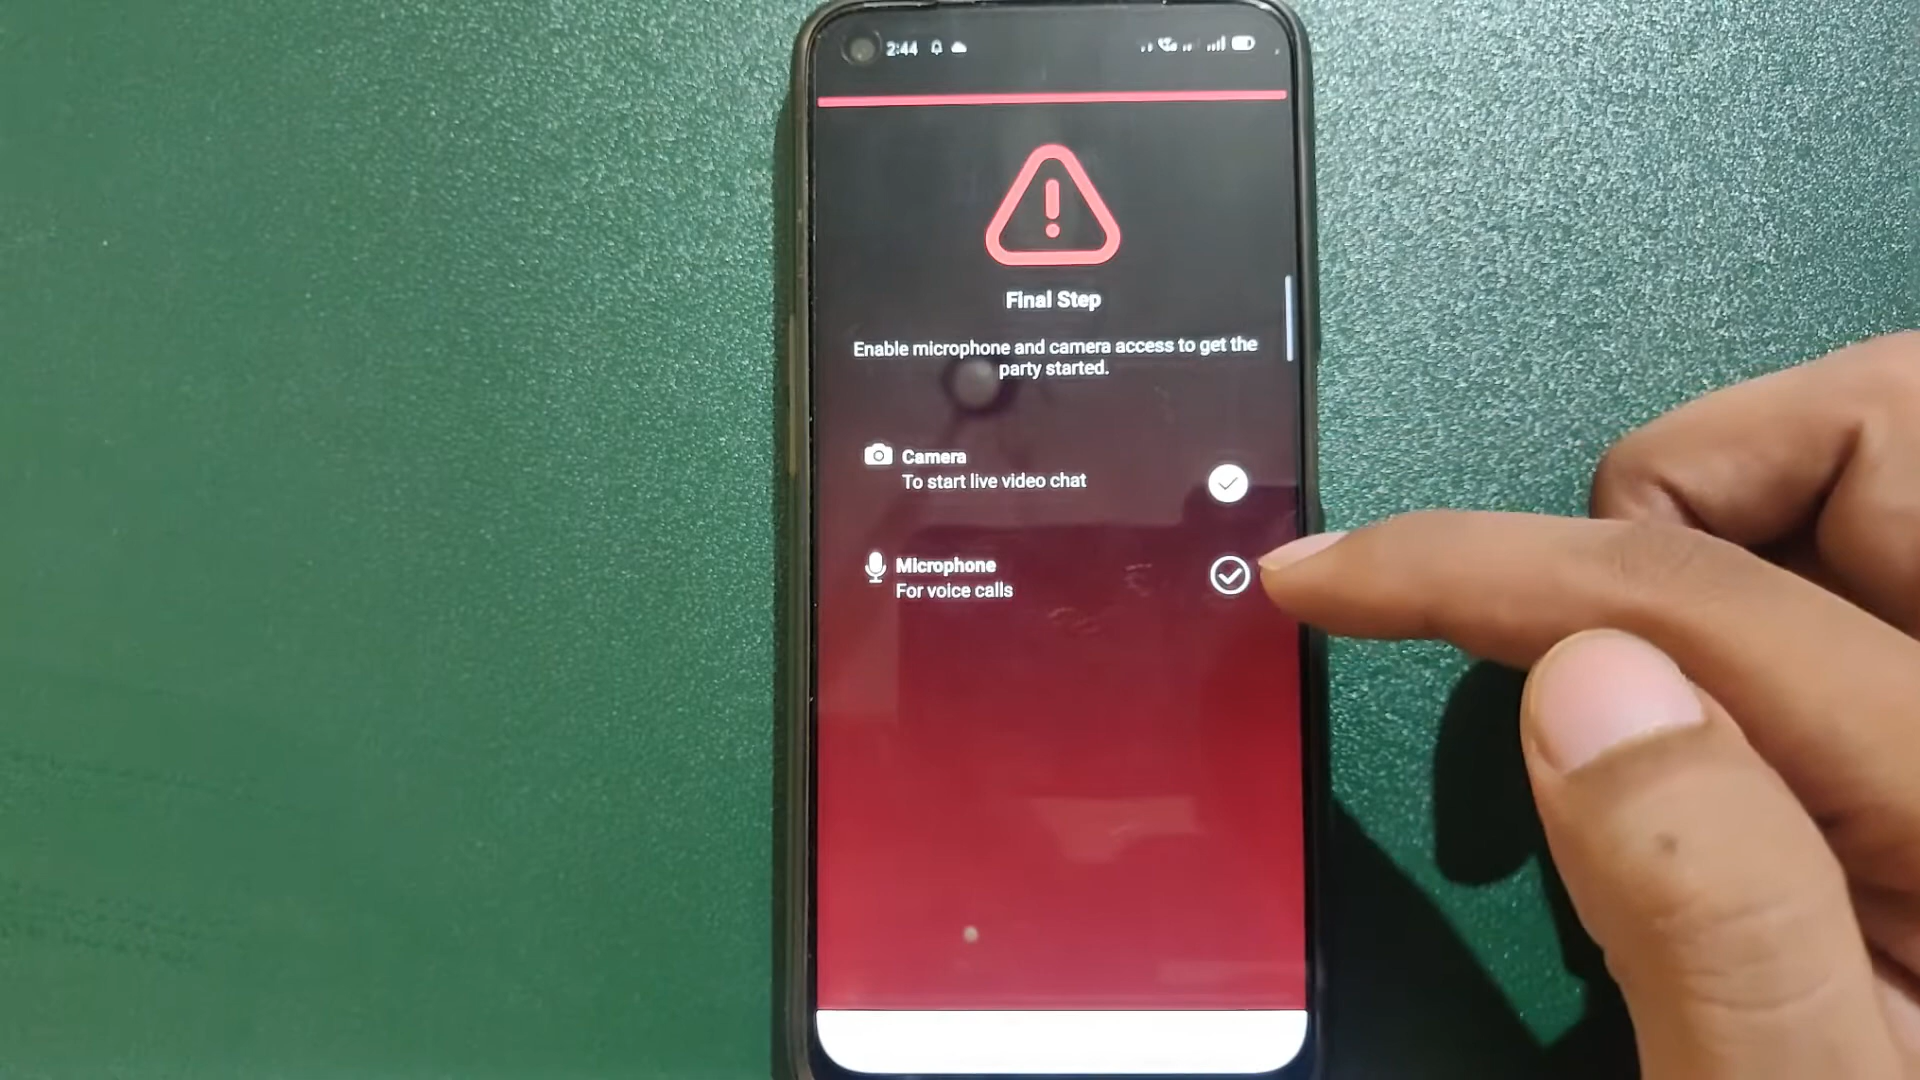 2:44
Final Step
Enable microphone and camera access to get the
party started.
Camera
To start live video chat
Microphone
For voice calls